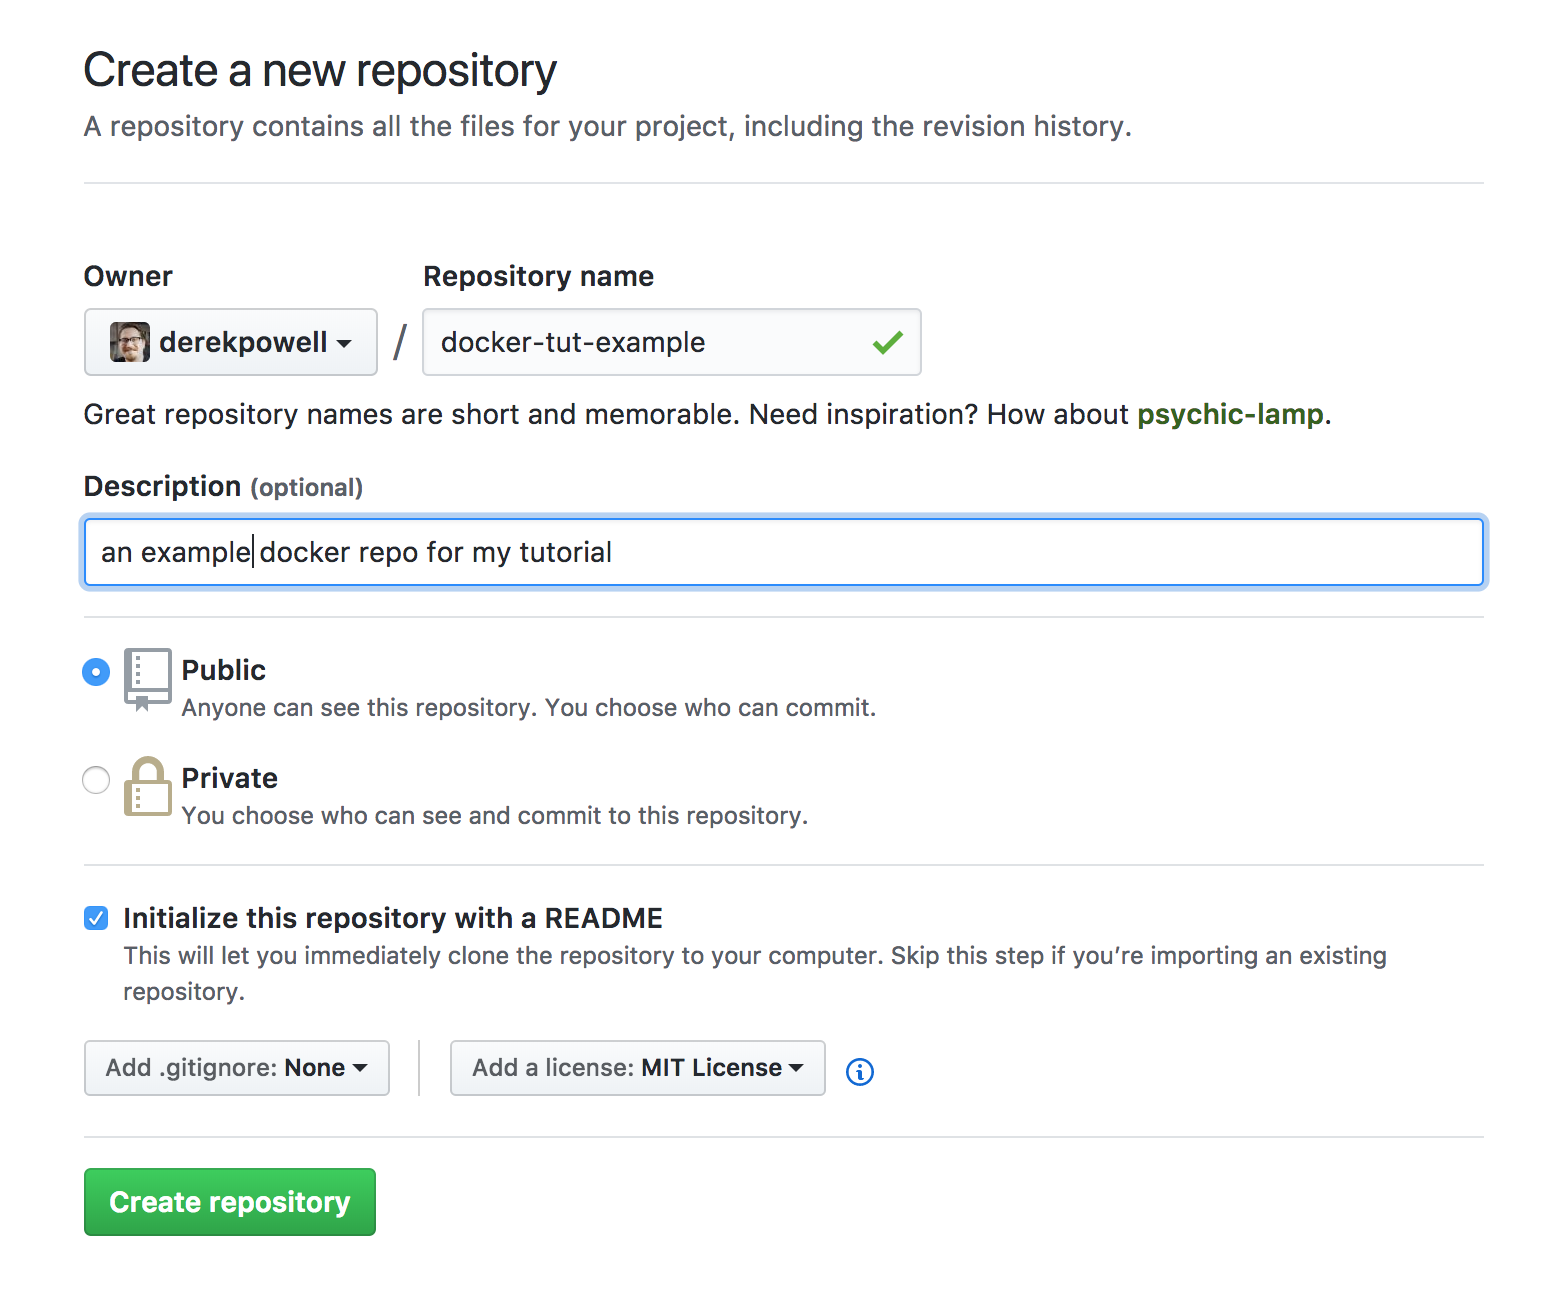 Create a new repository
A repository contains all the files for your project, including the revision history.
Owner
Repository name
derekpowell
/
docker-tut-example
Great repository names are short and memorable. Need inspiration? How about psychic-lamp.
Description (optional)
an example docker repo for my tutorial
Public
Anyone can see this repository. You choose who can commit.
Private
You choose who can see and commit to this repository.
Initialize this repository with a README
This will let you immediately clone the repository to your computer. Skip this step if you’re importing an existing
repository.
Add .gitignore: None
Add a license: MIT License
Create repository